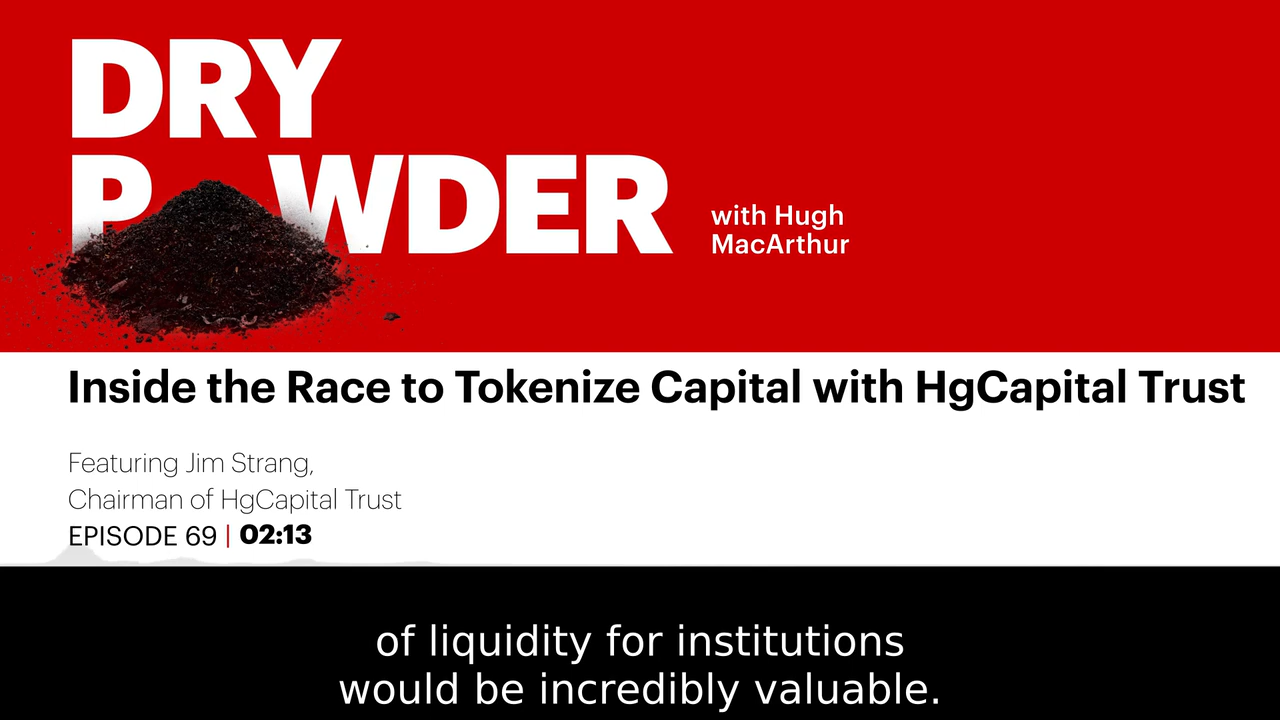 DRY
POWDER
with Hugh
MacArthur
Inside the Race to Tokenize Capital with HgCapital Trust
Featuring Jim Strang,
Chairman of HgCapital Trust
EPISODE 69 | 02:13
of liquidity for institutions
would be incredibly valuable.